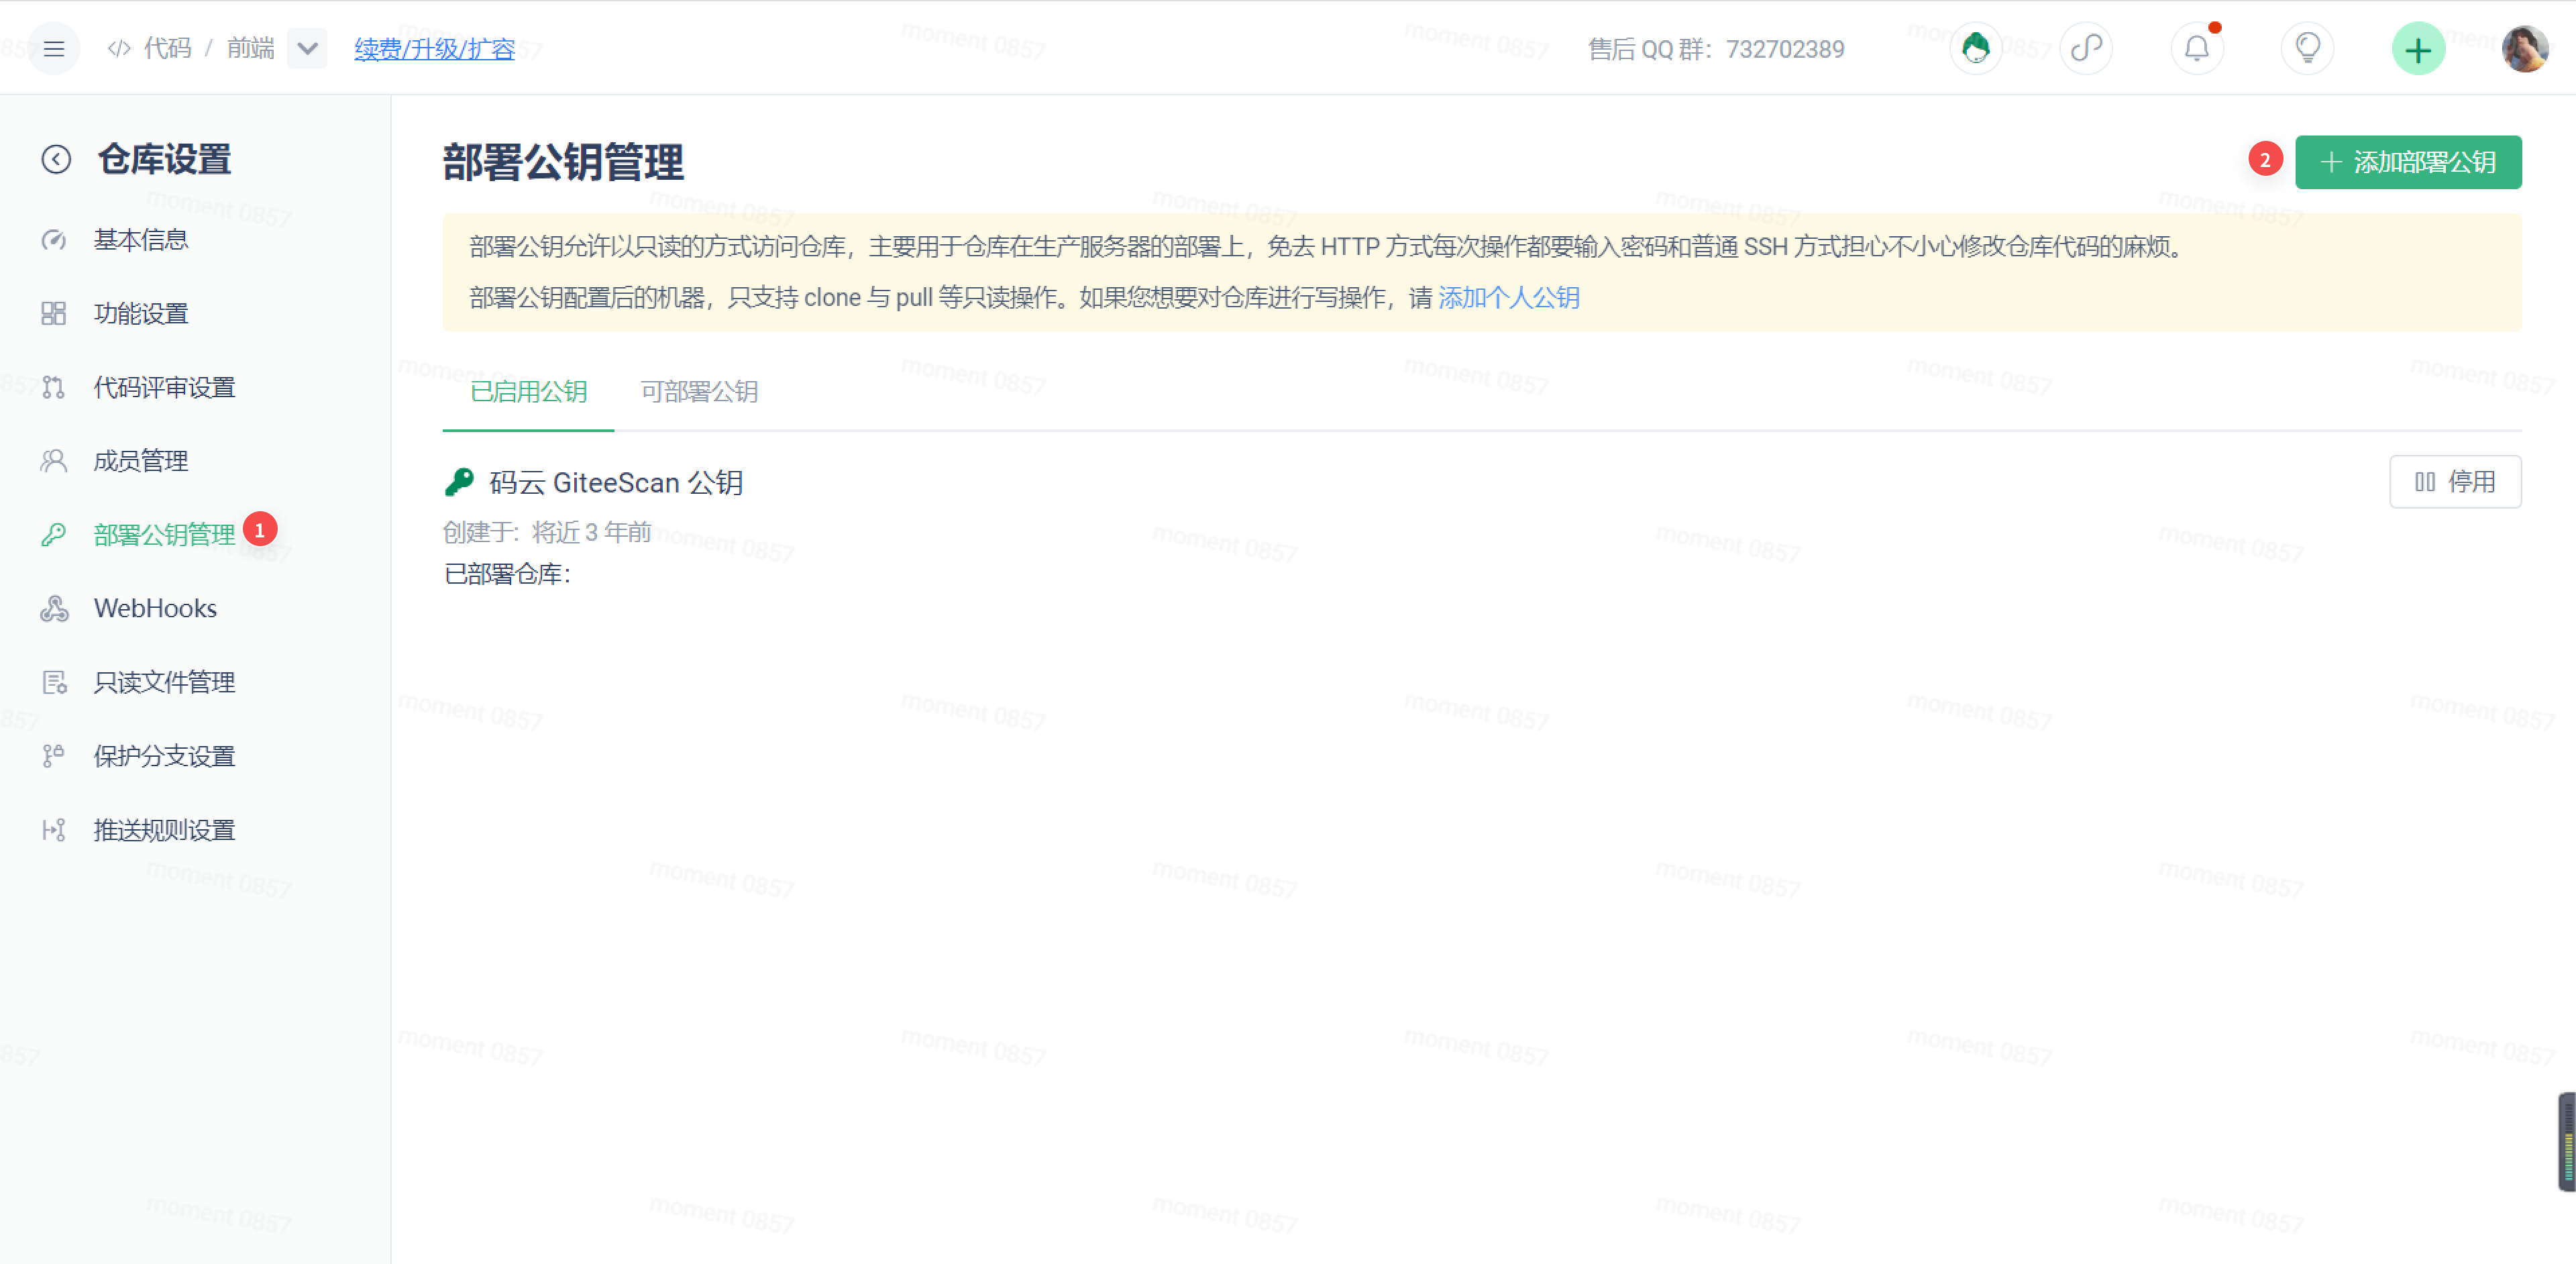 代码 / 前端
续费/升级/扩容
售后 QQ 群：732702389
仓库设置
基本信息
功能设置
代码评审设置
成员管理
部署公钥管理 1
WebHooks
只读文件管理
保护分支设置
推送规则设置
部署公钥管理
2 添加部署公钥
部署公钥允许以只读的方式访问仓库，主要用于仓库在生产服务器的部署上，免去 HTTP 方式每次操作都要输入密码和普通 SSH 方式担心不小心修改仓库代码的麻烦。
部署公钥配置后的机器，只支持 clone 与 pull 等只读操作。如果您想要对仓库进行写操作，请 添加个人公钥
已启用公钥 可部署公钥
码云 GiteeScan 公钥
停用
创建于：将近 3 年前
已部署仓库：
moment 0857